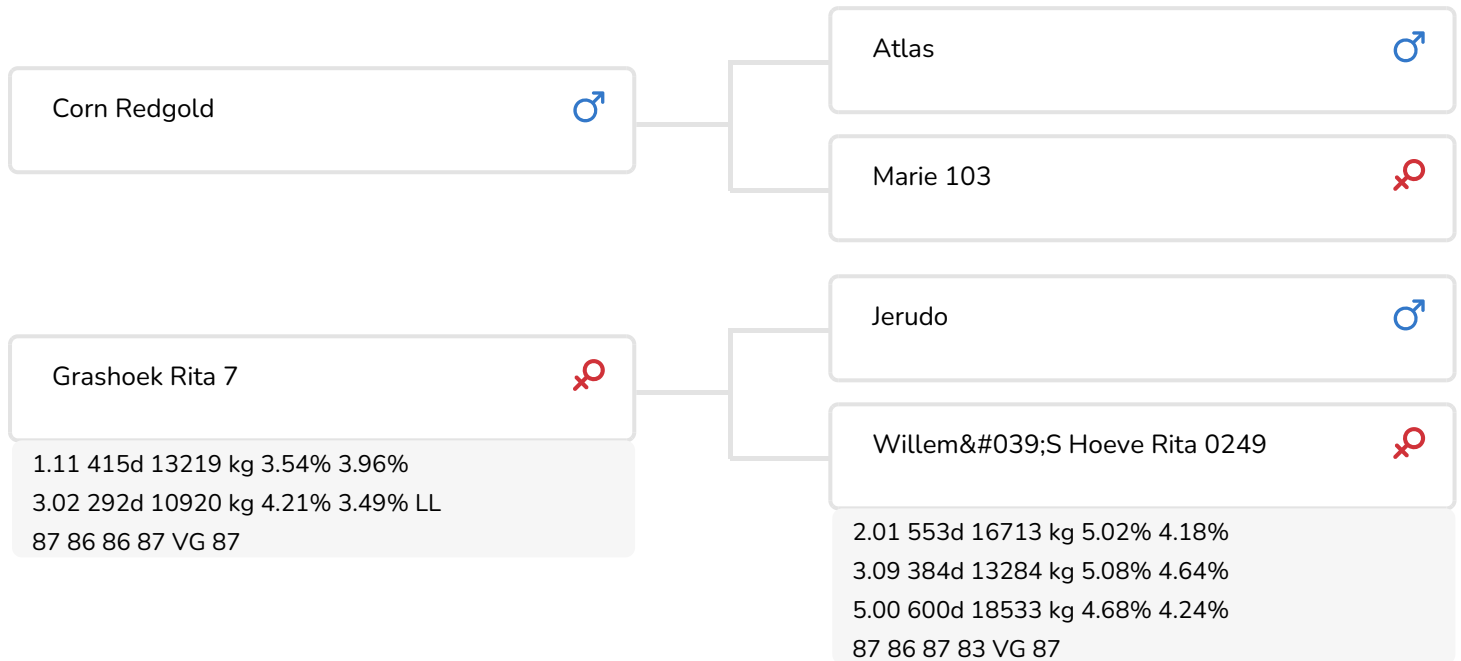 Corn Redgold
Atlas
Marie 103
Grashoek Rita 7
1.11 415d 13219 kg 3.54% 3.96%
3.02 292d 10920 kg 4.21% 3.49% LL
87 86 86 87 VG 87
Jerudo
Willem&#039;S Hoeve Rita 0249
2.01 553d 16713 kg 5.02% 4.18%
3.09 384d 13284 kg 5.08% 4.64%
5.00 600d 18533 kg 4.68% 4.24%
87 86 87 83 VG 87